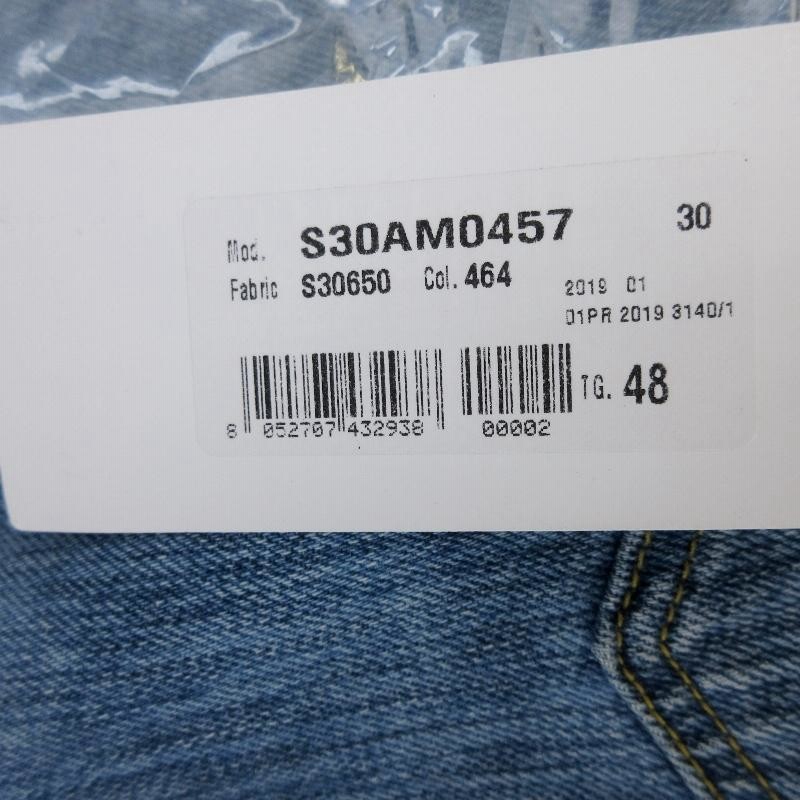 Mod. S30AM0457 30
Fabric S30650 Col. 464
2019 01
01PR 2019 3140/1
TG. 48
8 052707 432938 00002